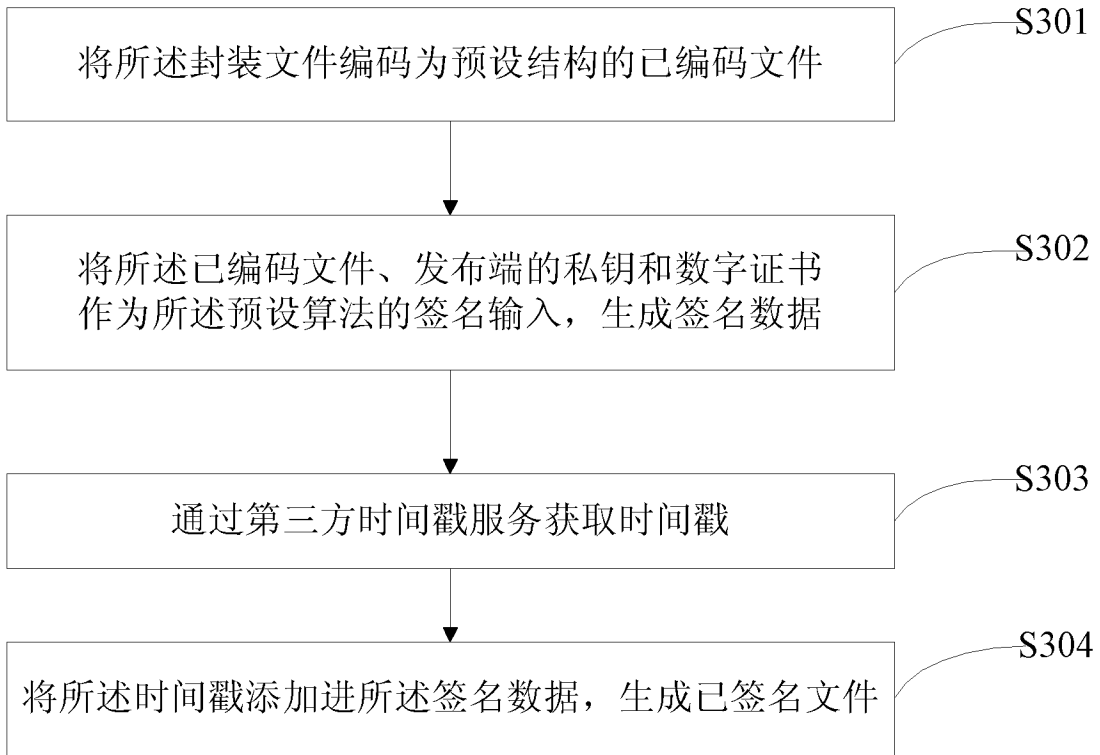 S301
将所述封装文件编码为预设结构的已编码文件
S302
将所述已编码文件、发布端的私钥和数字证书
作为所述预设算法的签名输入，生成签名数据
S303
通过第三方时间戳服务获取时间戳
S304
将所述时间戳添加进所述签名数据，生成已签名文件